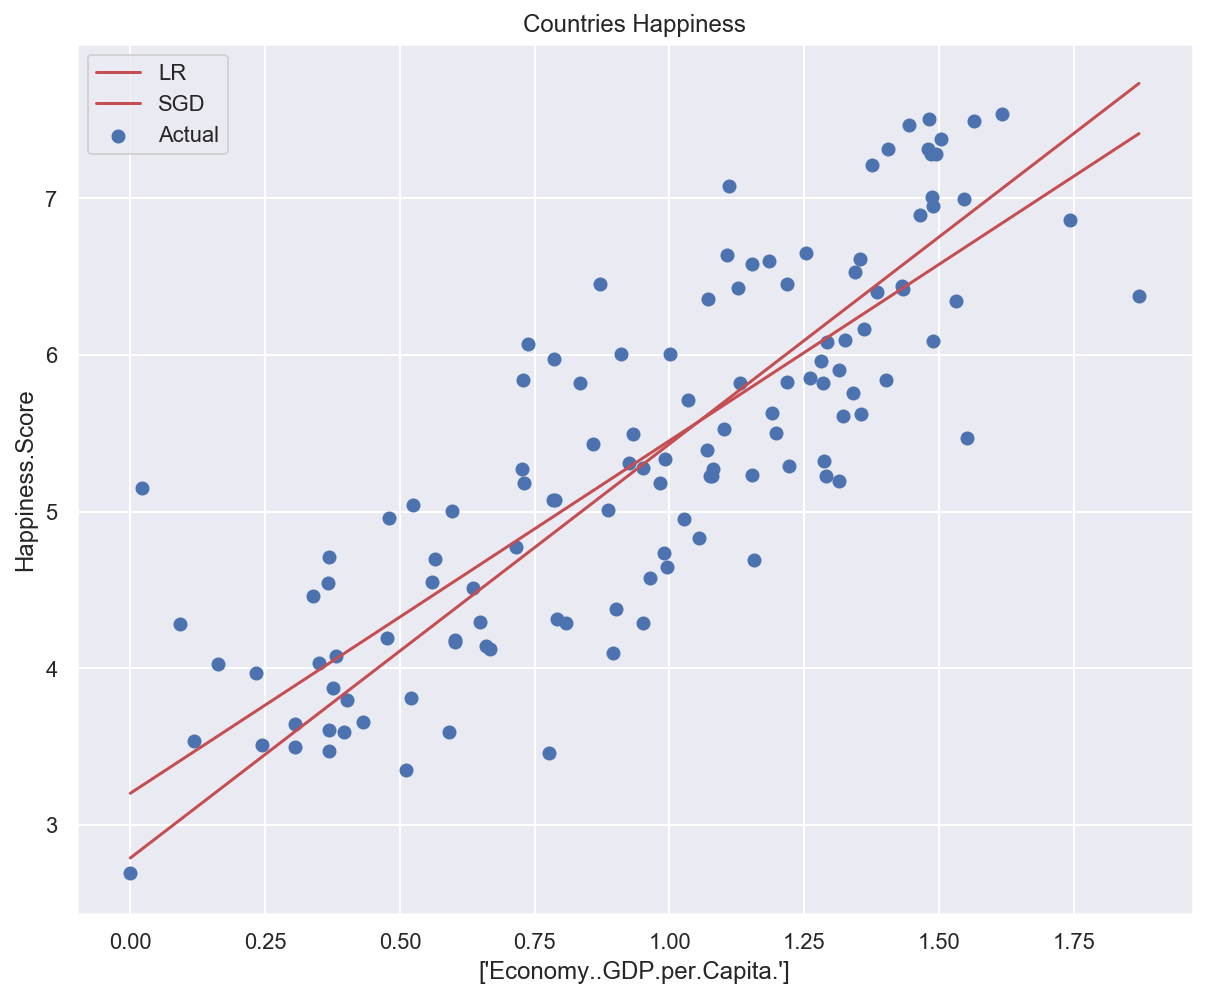 Countries Happiness
LR
SGD
Actual
Happiness.Score
7
6
5
4
3
0.00 0.25 0.50 0.75 1.00 1.25 1.50 1.75
['Economy..GDP.per.Capita.']